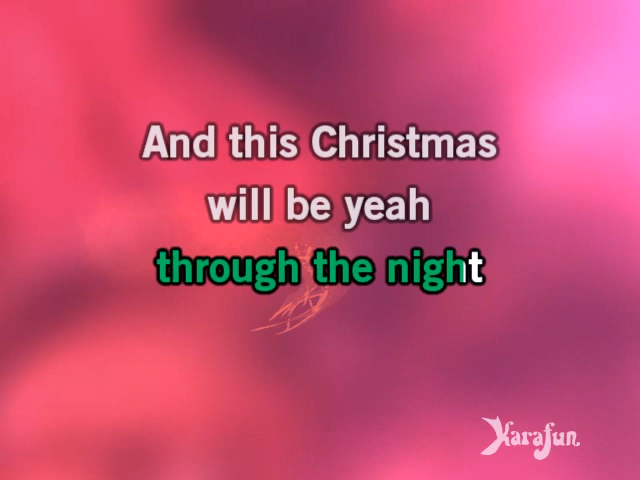 And this Christmas
will be yeah
through the night
Karafun